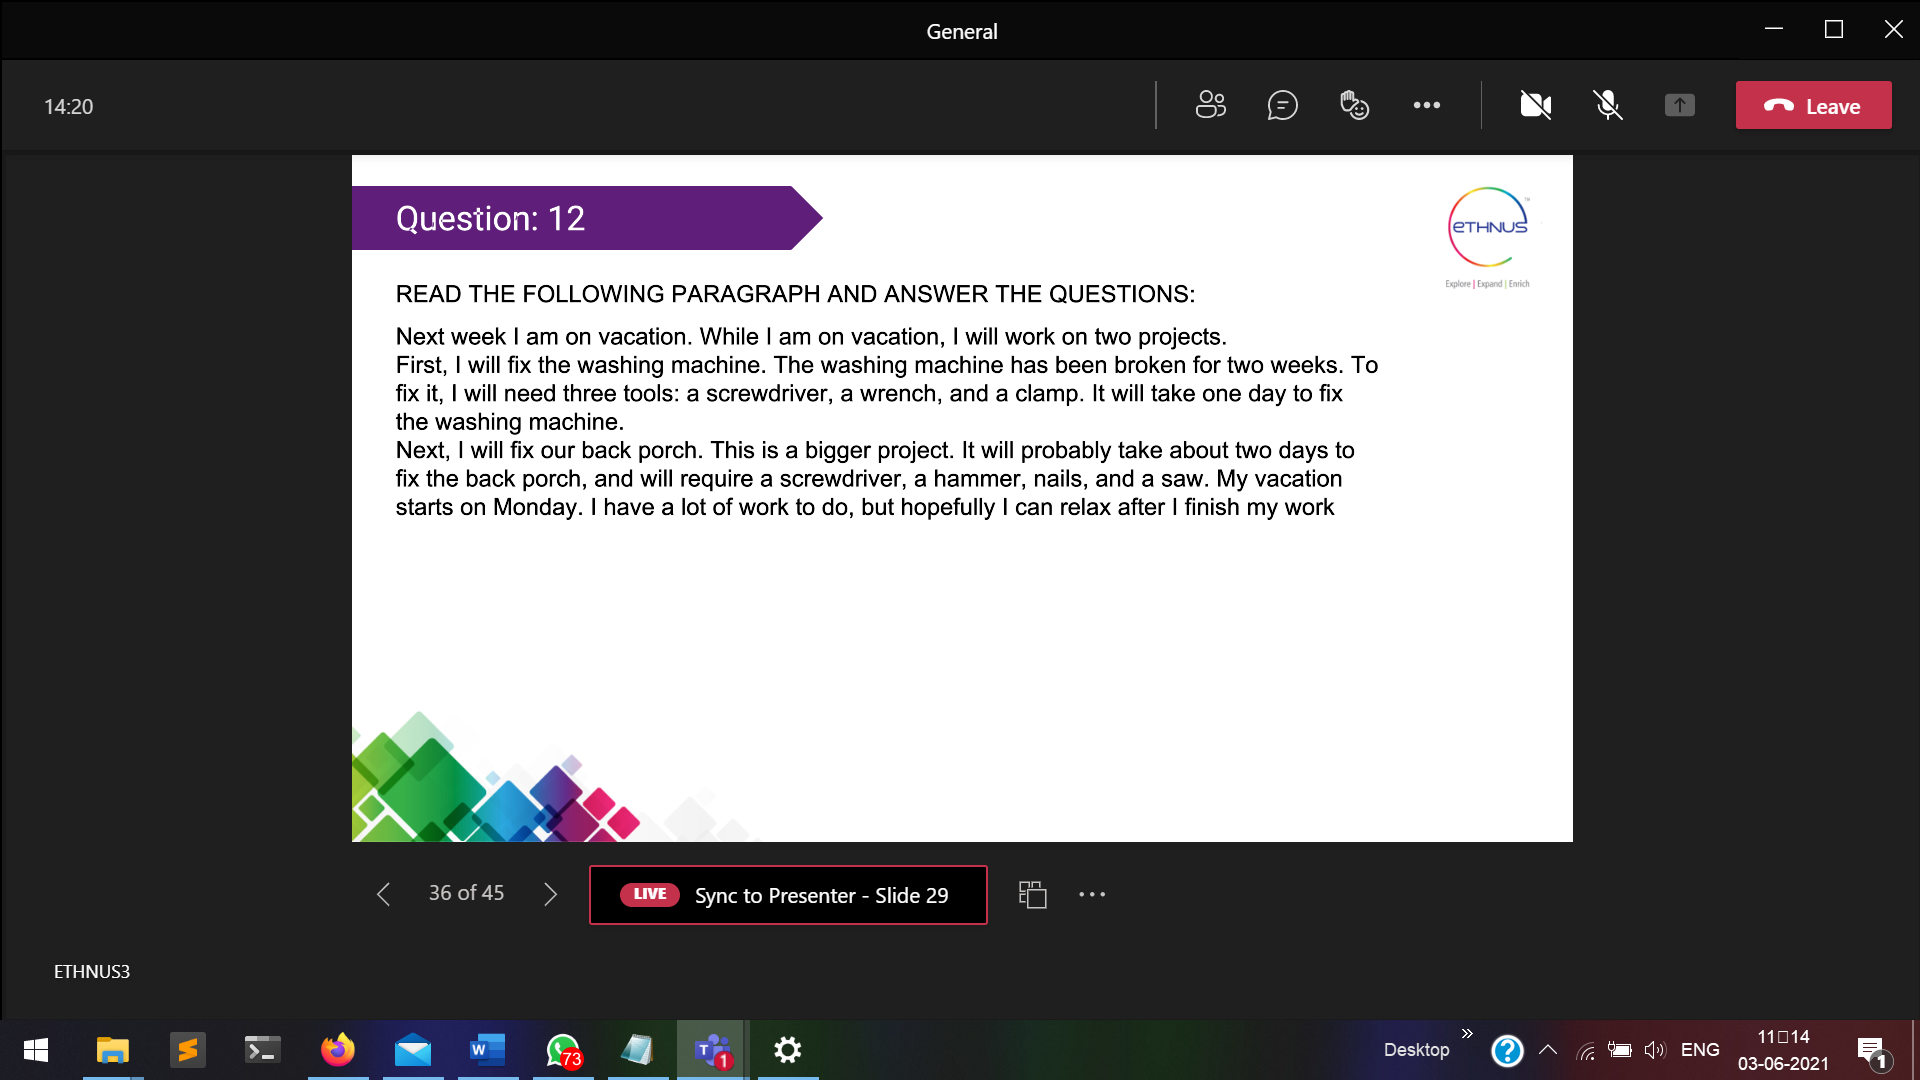 General
14:20
Leave
Question: 12
eTHNUS
TM
Explore | Expand | Enrich
READ THE FOLLOWING PARAGRAPH AND ANSWER THE QUESTIONS:
Next week I am on vacation. While I am on vacation, I will work on two projects.
First, I will fix the washing machine. The washing machine has been broken for two weeks. To
fix it, I will need three tools: a screwdriver, a wrench, and a clamp. It will take one day to fix
the washing machine.
Next, I will fix our back porch. This is a bigger project. It will probably take about two days to
fix the back porch, and will require a screwdriver, a hammer, nails, and a saw. My vacation
starts on Monday. I have a lot of work to do, but hopefully I can relax after I finish my work
36 of 45
LIVE Sync to Presenter - Slide 29
ETHNUS3
W
73
T
1
Desktop
ENG
11▯14
03-06-2021
1